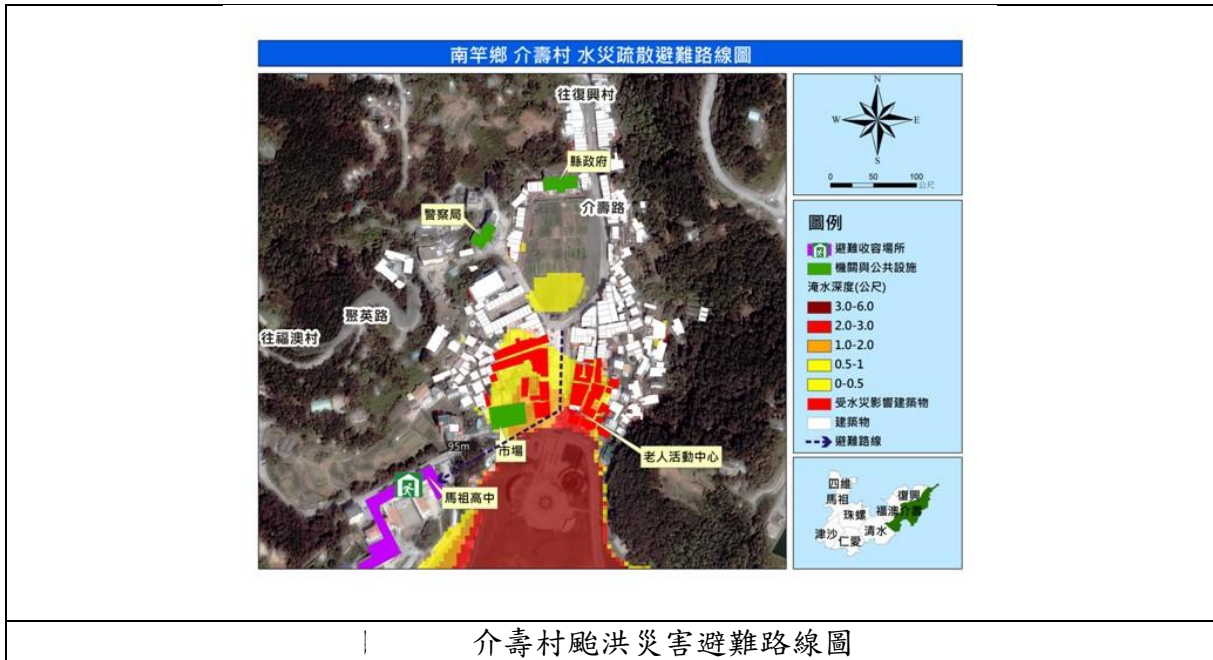 南竿鄉 介壽村 水災疏散避難路線圖
往復興村
縣政府
介壽路
警察局
聚英路
往福澳村
95m
市場
老人活動中心
馬祖高中
N
W
E
S
0 50 100
公尺
圖例
避難收容場所
機關與公共設施
淹水深度(公尺)
3.0-6.0
2.0-3.0
1.0-2.0
0.5-1
0-0.5
受水災影響建築物
建築物
避難路線
四維
馬祖
復興
珠螺
福澳
介壽
清水
津沙
仁愛
介壽村颱洪災害避難路線圖